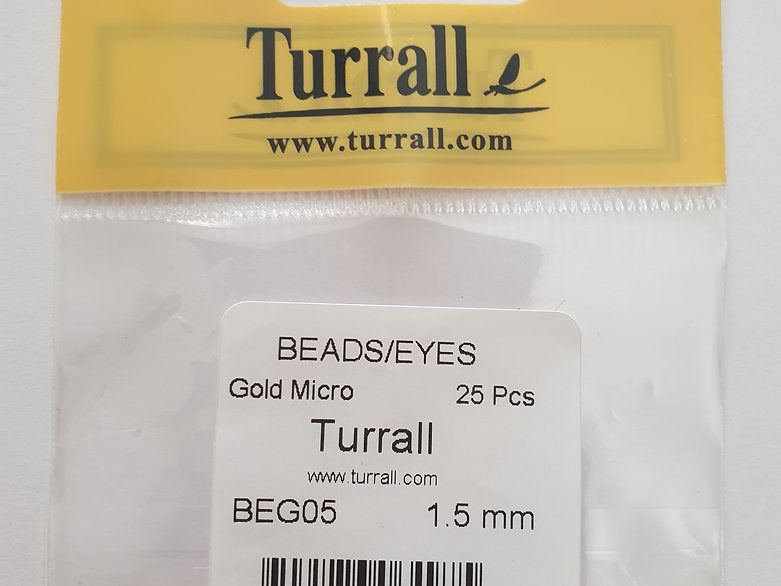 Turrall
www.turrall.com
BEADS/EYES
Gold Micro 25 Pcs
Turrall
www.turrall.com
BEG05 1.5 mm